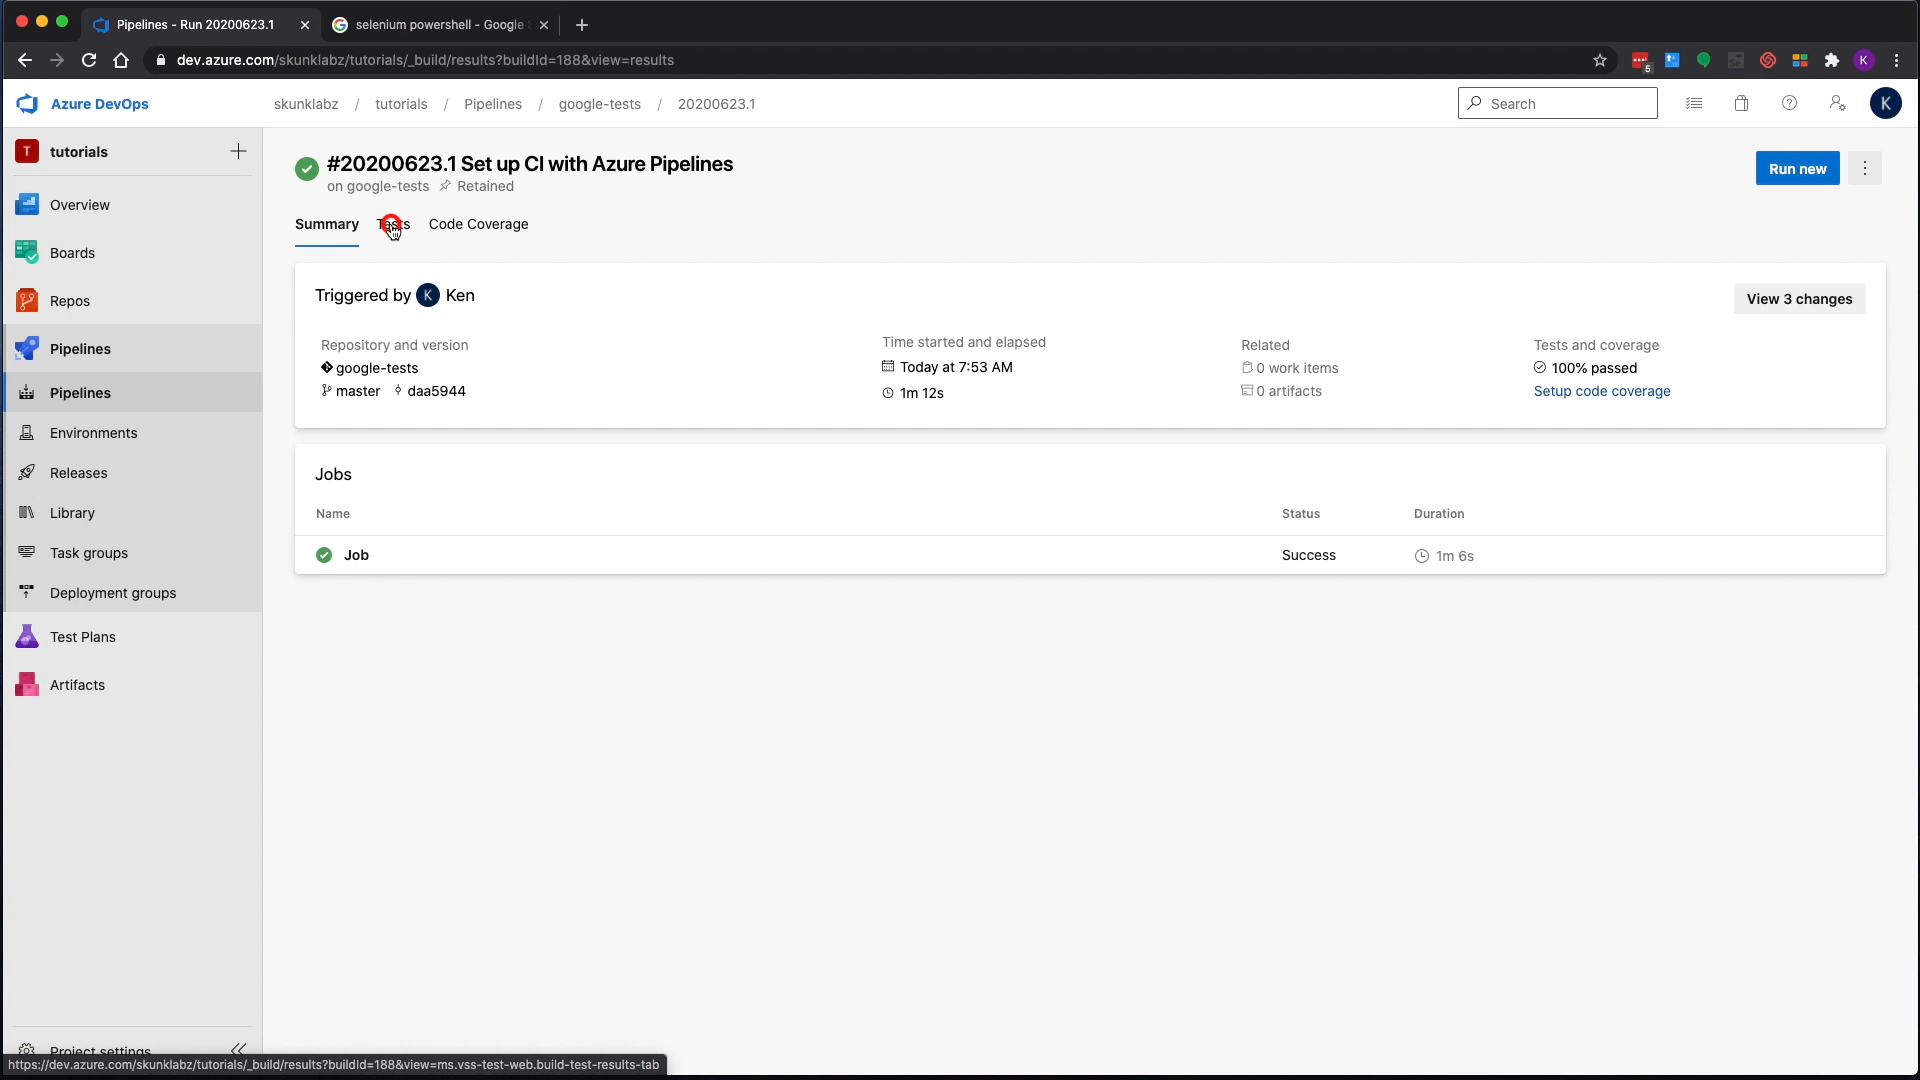 Pipelines - Run 20200623.1
selenium powershell - Google
dev.azure.com/skunklabz/tutorials/_build/results?buildId=188&view=results
5
K
Azure DevOps
skunklabz / tutorials / Pipelines / google-tests / 20200623.1
Search
K
T tutorials
Overview
Boards
Repos
Pipelines
Pipelines
Environments
Releases
Library
Task groups
Deployment groups
Test Plans
Artifacts
Project settings
#20200623.1 Set up CI with Azure Pipelines
on google-tests Retained
Run new
Summary Tests Code Coverage
Triggered by K Ken
View 3 changes
Repository and version
google-tests
master daa5944
Time started and elapsed
Today at 7:53 AM
1m 12s
Related
0 work items
0 artifacts
Tests and coverage
100% passed
Setup code coverage
Jobs
Name Status Duration
Job Success 1m 6s
https://dev.azure.com/skunklabz/tutorials/_build/results?buildId=188&view=ms.vss-test-web.build-test-results-tab